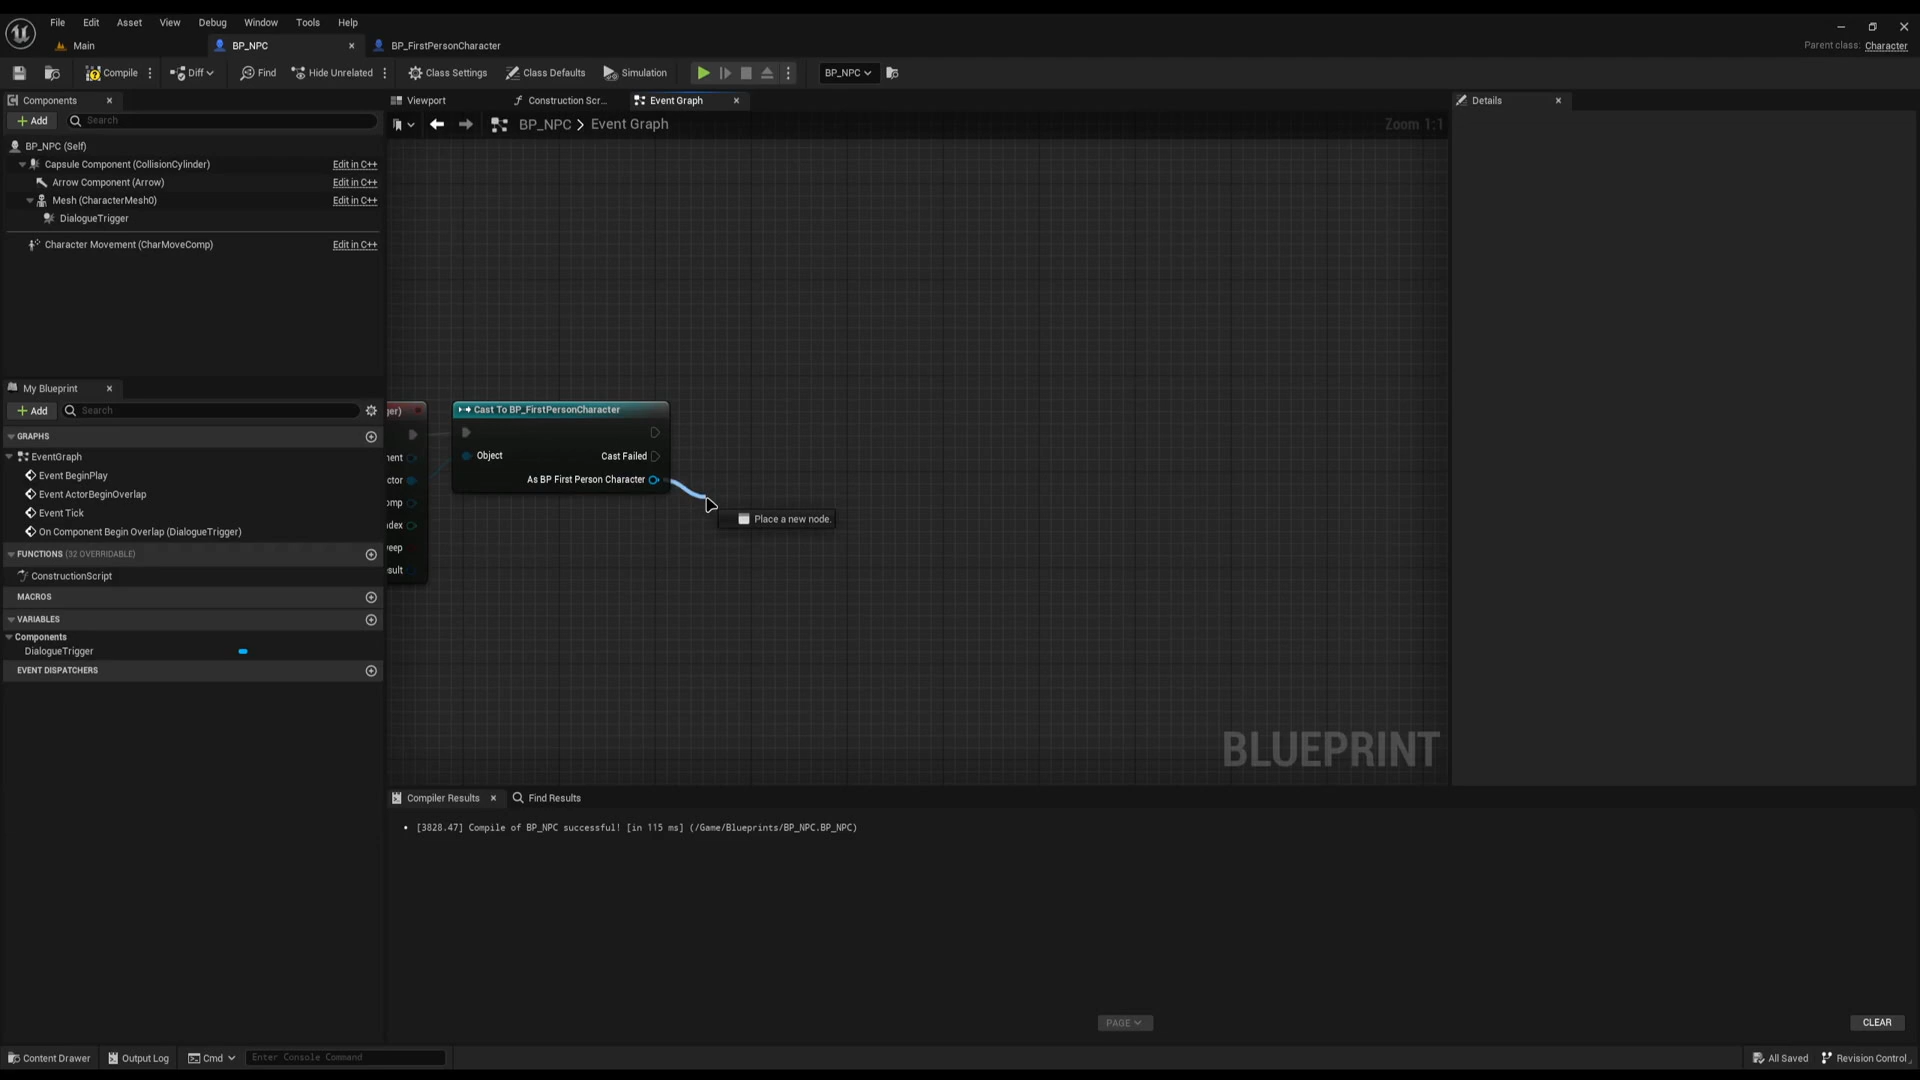 File Edit Asset View Debug Window Tools Help
Main BP_NPC BP_FirstPersonCharacter Parent class: Character
Compile Diff Find Hide Unrelated Class Settings Class Defaults Simulation BP_NPC
Components Viewport Construction Scr... Event Graph Details
Add Search BP_NPC > Event Graph Zoom 1:1
BP_NPC (Self)
Capsule Component (CollisionCylinder) Edit in C++
Arrow Component (Arrow) Edit in C++
Mesh (CharacterMesh0) Edit in C++
DialogueTrigger
Character Movement (CharMoveComp) Edit in C++
My Blueprint
Add Search
GRAPHS
EventGraph
Event BeginPlay
Event ActorBeginOverlap
Event Tick
On Component Begin Overlap (DialogueTrigger)
FUNCTIONS (32 OVERRIDABLE)
ConstructionScript
MACROS
VARIABLES
Components
DialogueTrigger
EVENT DISPATCHERS
ger) Cast To BP_FirstPersonCharacter
nent Object Cast Failed
ctor As BP First Person Character
omp
ndex Place a new node.
weep
esult
BLUEPRINT
Compiler Results Find Results
• [3828.47] Compile of BP_NPC successful! [in 115 ms] (/Game/Blueprints/BP_NPC.BP_NPC)
PAGE CLEAR
Content Drawer Output Log Cmd Enter Console Command All Saved Revision Control